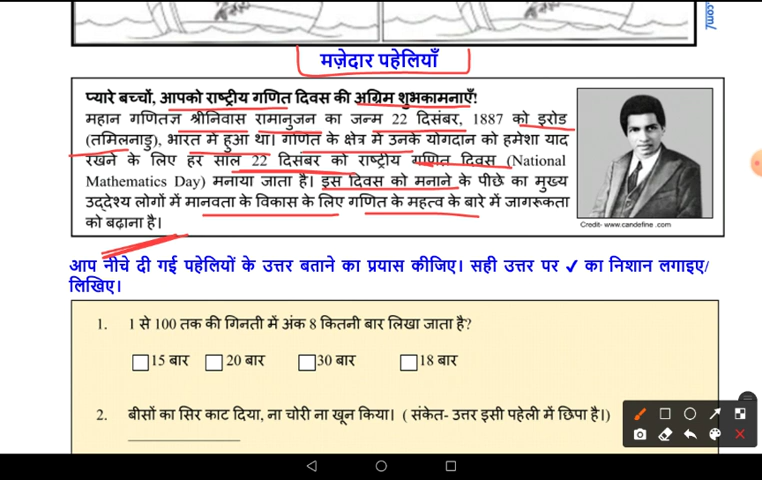 .com/
मज़ेदार पहेलियाँ
प्यारे बच्चों, आपको राष्ट्रीय गणित दिवस की अग्रिम शुभकामनाएँ!
महान गणितज्ञ श्रीनिवास रामानुजन का जन्म 22 दिसंबर, 1887 को इरोड
(तमिलनाडु), भारत में हुआ था। गणित के क्षेत्र में उनके योगदान को हमेशा याद
रखने के लिए हर साल 22 दिसंबर को राष्ट्रीय गणित दिवस (National
Mathematics Day) मनाया जाता है। इस दिवस को मनाने के पीछे का मुख्य
उद्देश्य लोगों में मानवता के विकास के लिए गणित के महत्व के बारे में जागरूकता
को बढ़ाना है।
Credit- www.candefine .com
आप नीचे दी गई पहेलियों के उत्तर बताने का प्रयास कीजिए। सही उत्तर पर ✓ का निशान लगाइए/
लिखिए।
1. 1 से 100 तक की गिनती में अंक 8 कितनी बार लिखा जाता है?
15 बार 20 बार 30 बार 18 बार
2. बीसों का सिर काट दिया, ना चोरी ना खून किया। ( संकेत- उत्तर इसी पहेली में छिपा है।)